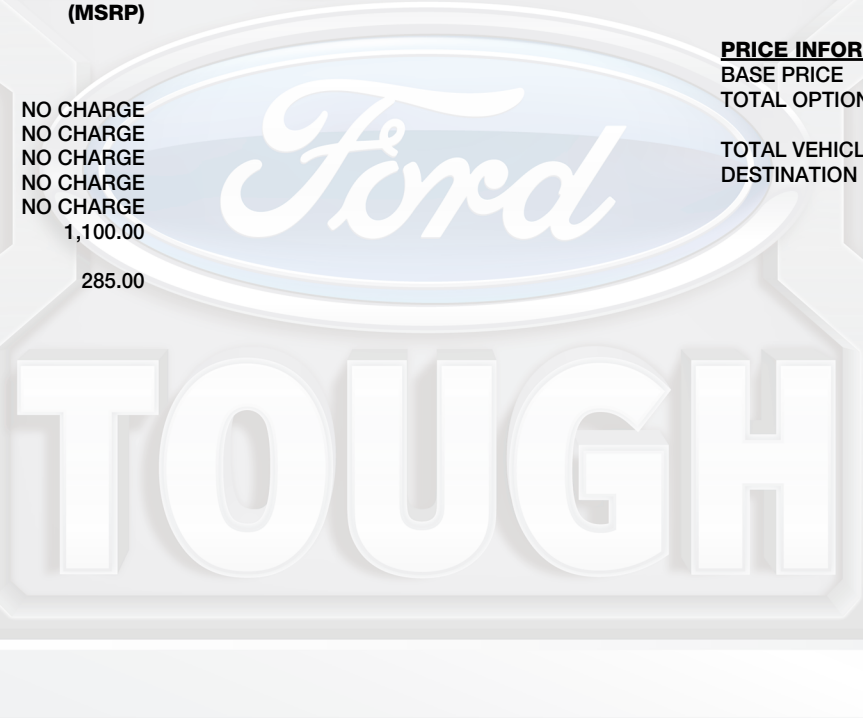 (MSRP)
NO CHARGE
NO CHARGE
NO CHARGE
NO CHARGE
NO CHARGE
1,100.00
285.00
PRICE INFOR
BASE PRICE
TOTAL OPTION
TOTAL VEHICL
DESTINATION
Ford
TOUGH